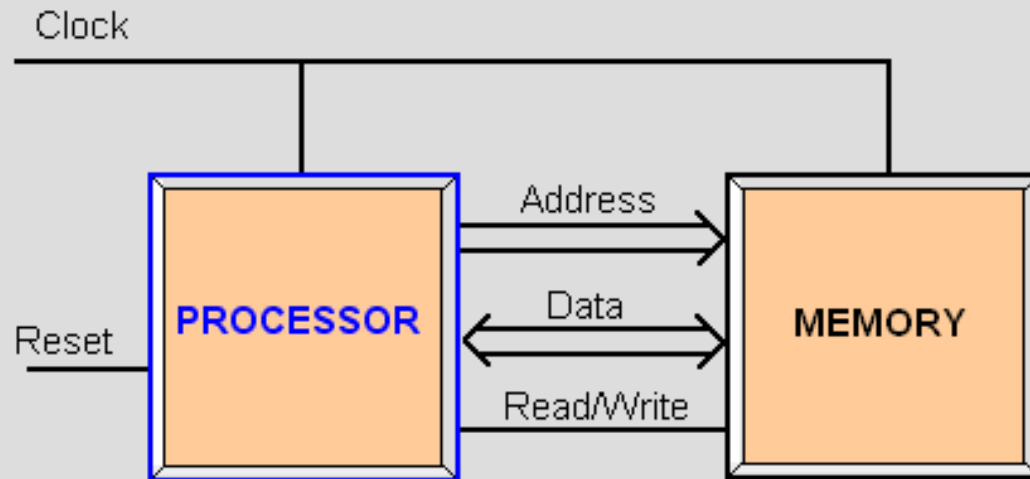 Clock
Address
Data
PROCESSOR
MEMORY
Reset
Read/Write